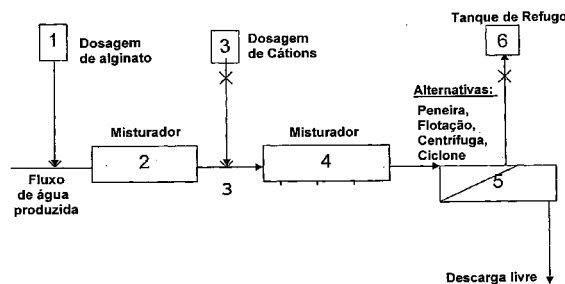 1
Dosagem
de alginato
3
Dosagem
de Cátions
Tanque de Refugo
6
Alternativas:
Peneira,
Flotação,
Centrífuga,
Ciclone
Misturador
2
Misturador
4
Fluxo
de água
produzida
3
5
Descarga livre